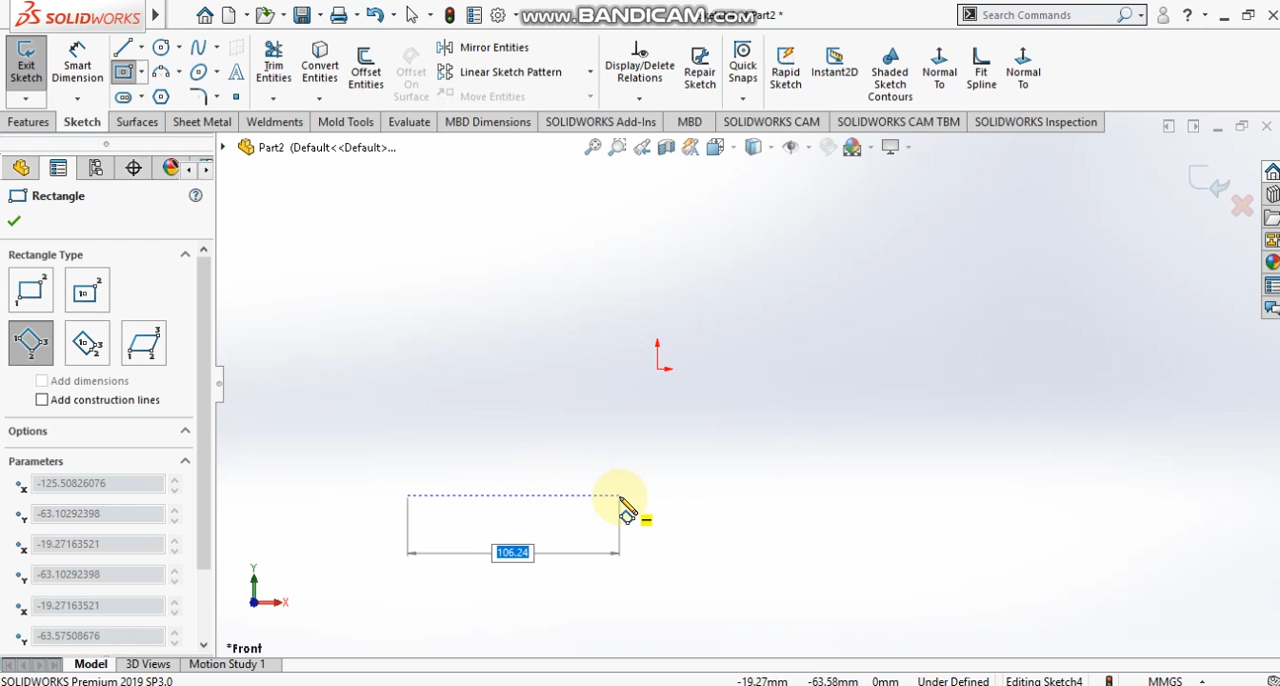 SOLIDWORKS
www.BANDICAM.com
Part2 *
Search Commands
?
Exit Sketch
Smart Dimension
Trim Entities
Convert Entities
Offset Entities
Offset On Surface
Mirror Entities
Linear Sketch Pattern
Move Entities
Display/Delete Relations
Repair Sketch
Quick Snaps
Rapid Sketch
Instant2D
Shaded Sketch Contours
Normal To
Fit Spline
Normal To
Features
Sketch
Surfaces
Sheet Metal
Weldments
Mold Tools
Evaluate
MBD Dimensions
SOLIDWORKS Add-Ins
MBD
SOLIDWORKS CAM
SOLIDWORKS CAM TBM
SOLIDWORKS Inspection
Part2 (Default<<Default>...
Rectangle
Rectangle Type
Add dimensions
Add construction lines
Options
Parameters
-125.50826076
-63.10292398
-19.27163521
-63.10292398
-19.27163521
-63.57508676
106.24
Y
X
*Front
Model
3D Views
Motion Study 1
SOLIDWORKS Premium 2019 SP3.0
-19.27mm
-63.58mm
0mm
Under Defined
Editing Sketch4
MMGS